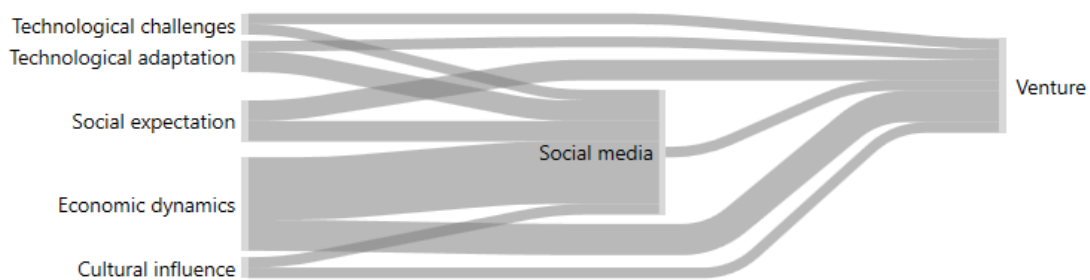 Technological challenges
Technological adaptation
Social expectation
Economic dynamics
Cultural influence
Social media
Venture